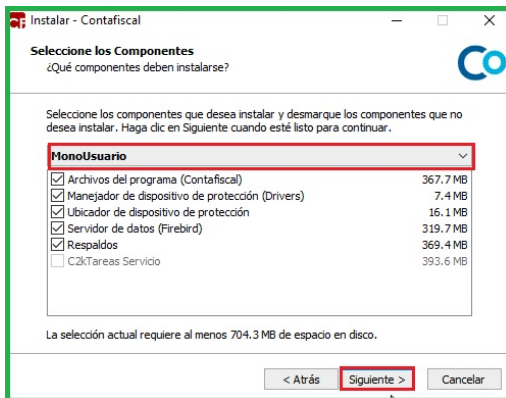 Instalar - Contafiscal
Seleccione los Componentes
¿Qué componentes deben instalarse?
Seleccione los componentes que desea instalar y desmarque los componentes que no
desea instalar. Haga clic en Siguiente cuando esté listo para continuar.
MonoUsuario
Archivos del programa (Contafiscal) 367.7 MB
Manejador de dispositivo de protección (Drivers) 7.4 MB
Ubicador de dispositivo de protección 16.1 MB
Servidor de datos (Firebird) 319.7 MB
Respaldos 369.4 MB
C2kTareas Servicio 393.6 MB
La selección actual requiere al menos 704.3 MB de espacio en disco.
< Atrás Siguiente > Cancelar